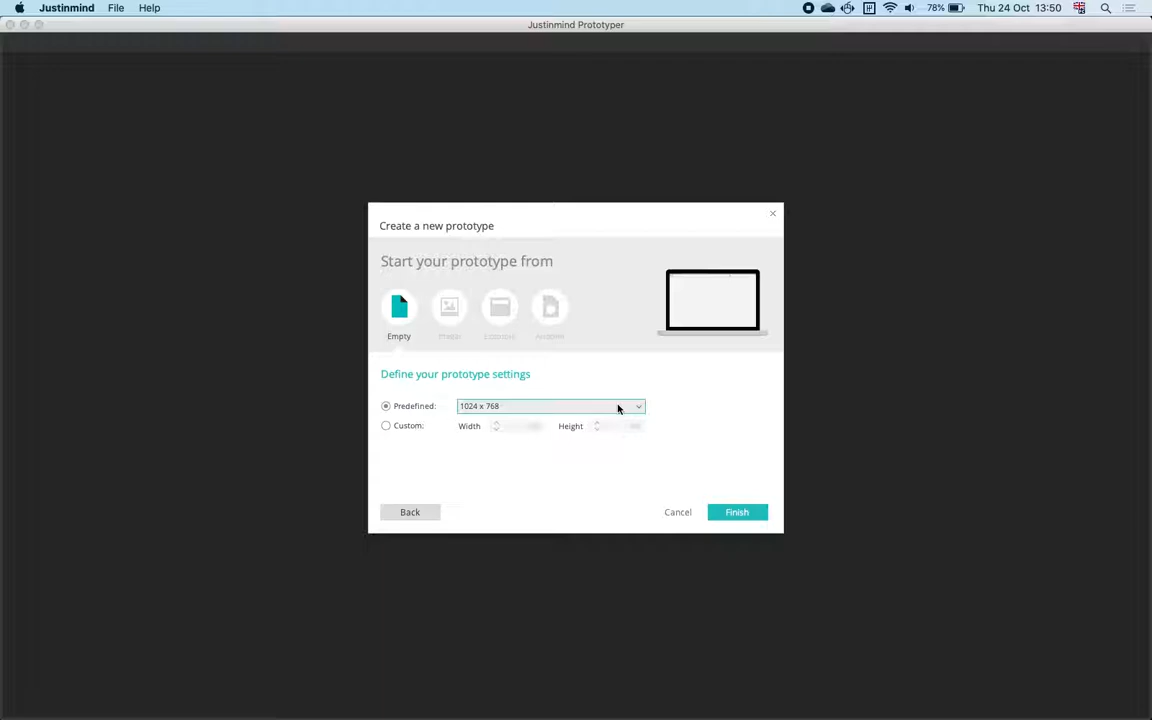 Justinmind File Help 78% Thu 24 Oct 13:50
Justinmind Prototyper
Create a new prototype
Start your prototype from
Empty
Define your prototype settings
Predefined: 1024 x 768
Custom: Width Height
Back Cancel Finish